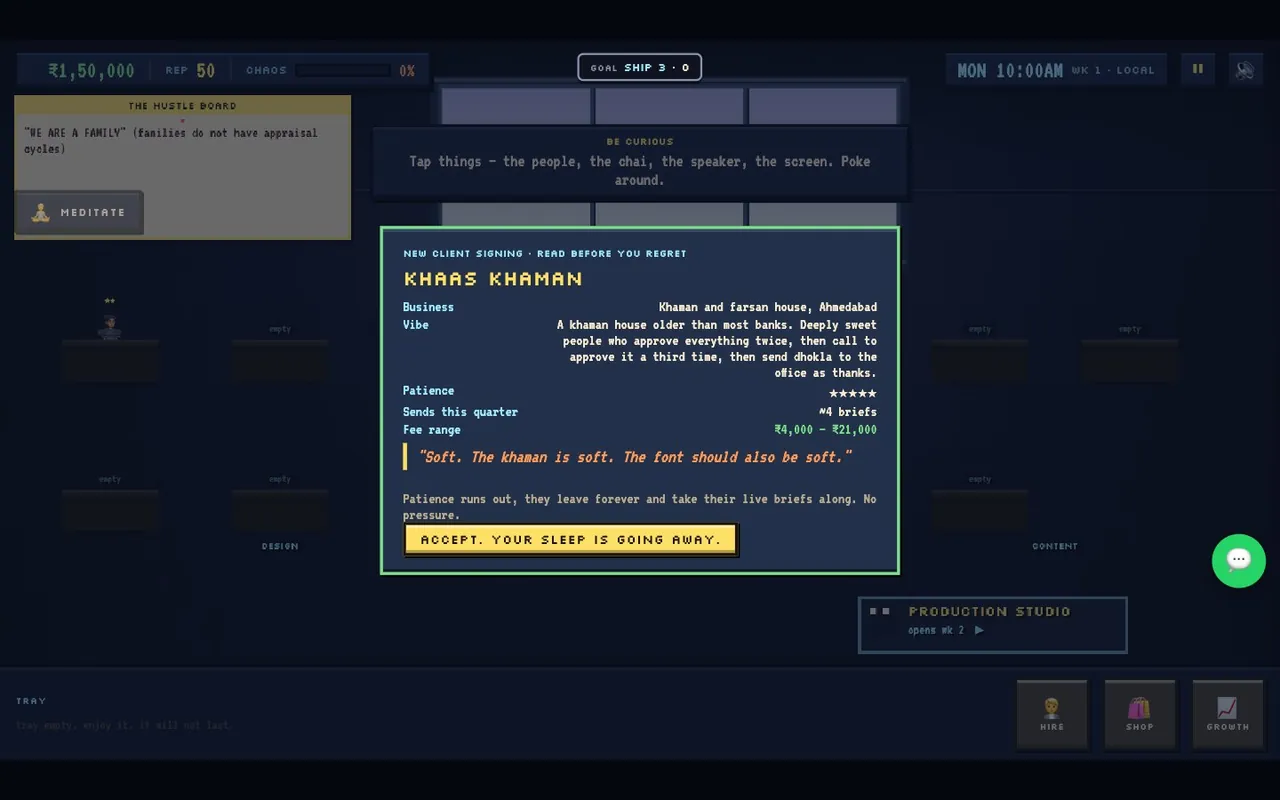 ₹1,50,000 REP 50 CHAOS 0%
GOAL SHIP 3 · 0
MON 10:00AM WK 1 · LOCAL
THE HUSTLE BOARD
"WE ARE A FAMILY" (families do not have appraisal
cycles)
MEDITATE
BE CURIOUS
Tap things — the people, the chai, the speaker, the screen. Poke
around.
NEW CLIENT SIGNING · READ BEFORE YOU REGRET
KHAAS KHAMAN
Business Khaman and farsan house, Ahmedabad
Vibe A khaman house older than most banks. Deeply sweet
people who approve everything twice, then call to
approve it a third time, then send dhokla to the
office as thanks.
Patience ★★★★★
Sends this quarter ~4 briefs
Fee range ₹4,000 – ₹21,000
"Soft. The khaman is soft. The font should also be soft."
Patience runs out, they leave forever and take their live briefs along. No
pressure.
ACCEPT. YOUR SLEEP IS GOING AWAY.
empty
empty
empty
empty
empty
empty
DESIGN
CONTENT
PRODUCTION STUDIO
opens wk 2 ▶
TRAY
tray empty. enjoy it. it will not last.
HIRE
SHOP
GROWTH